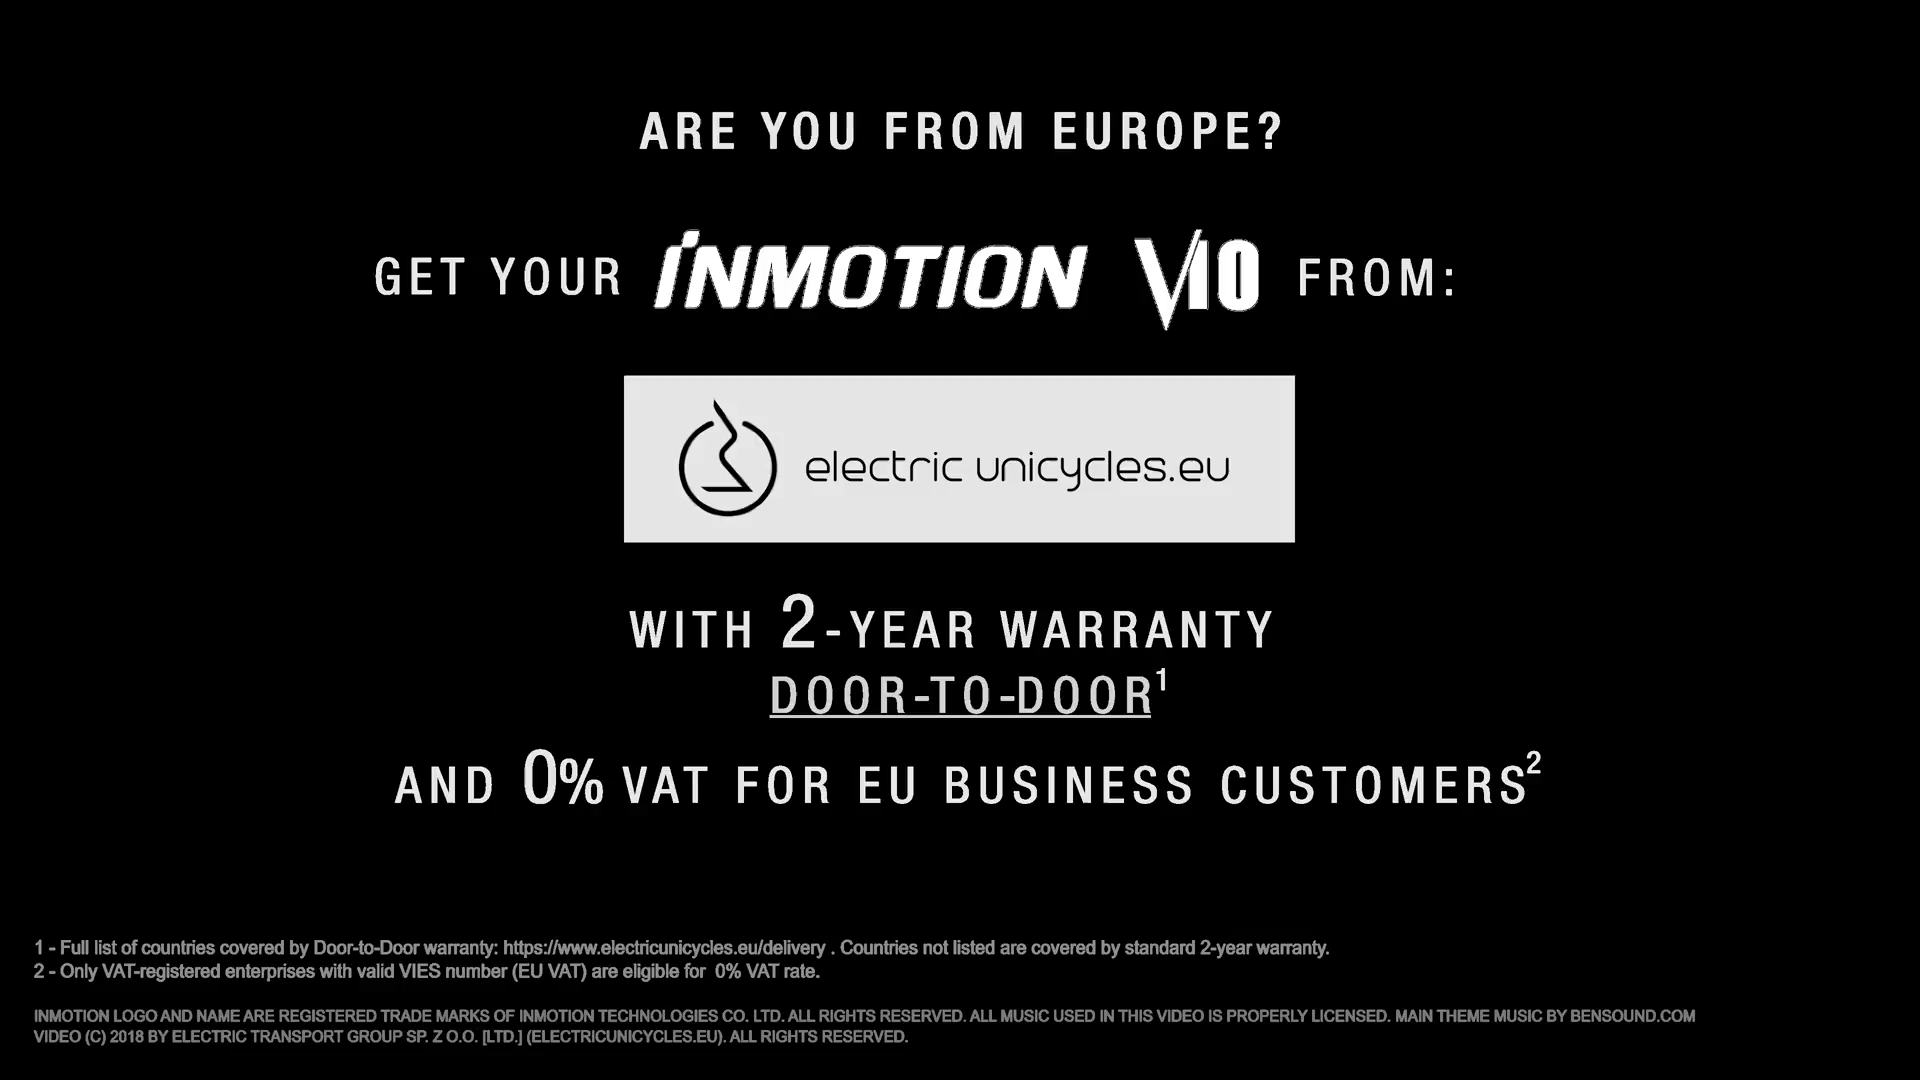 ARE YOU FROM EUROPE?
GET YOUR INMOTION V10 FROM:
electric unicycles.eu
WITH 2-YEAR WARRANTY
DOOR-TO-DOOR¹
AND 0% VAT FOR EU BUSINESS CUSTOMERS²
1 - Full list of countries covered by Door-to-Door warranty: https://www.electricunicycles.eu/delivery . Countries not listed are covered by standard 2-year warranty.
2 - Only VAT-registered enterprises with valid VIES number (EU VAT) are eligible for 0% VAT rate.
INMOTION LOGO AND NAME ARE REGISTERED TRADE MARKS OF INMOTION TECHNOLOGIES CO. LTD. ALL RIGHTS RESERVED. ALL MUSIC USED IN THIS VIDEO IS PROPERLY LICENSED. MAIN THEME MUSIC BY BENSOUND.COM
VIDEO (C) 2018 BY ELECTRIC TRANSPORT GROUP SP. Z O.O. [LTD.] (ELECTRICUNICYCLES.EU). ALL RIGHTS RESERVED.